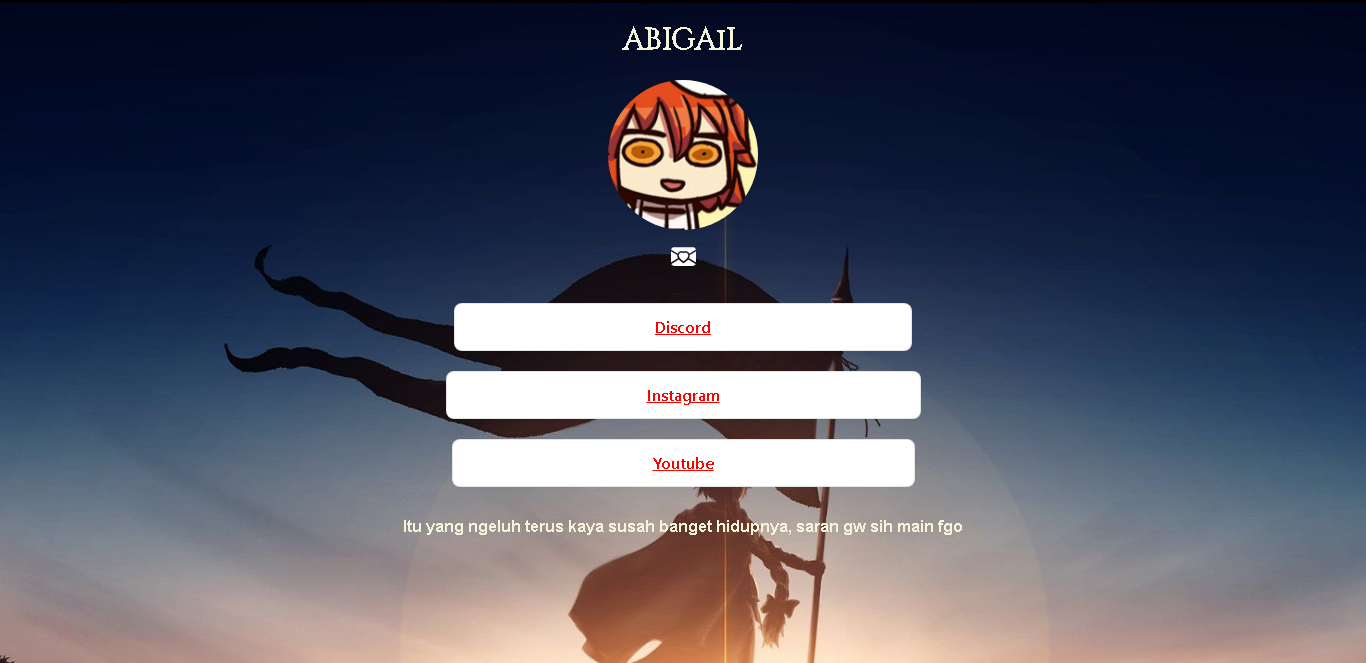 ABIGAIL
Discord
Instagram
Youtube
Itu yang ngeluh terus kaya susah banget hidupnya, saran gw sih main fgo